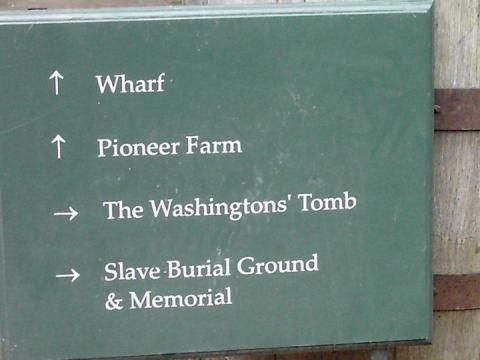 ↑ Wharf
↑ Pioneer Farm
→ The Washingtons' Tomb
→ Slave Burial Ground
& Memorial